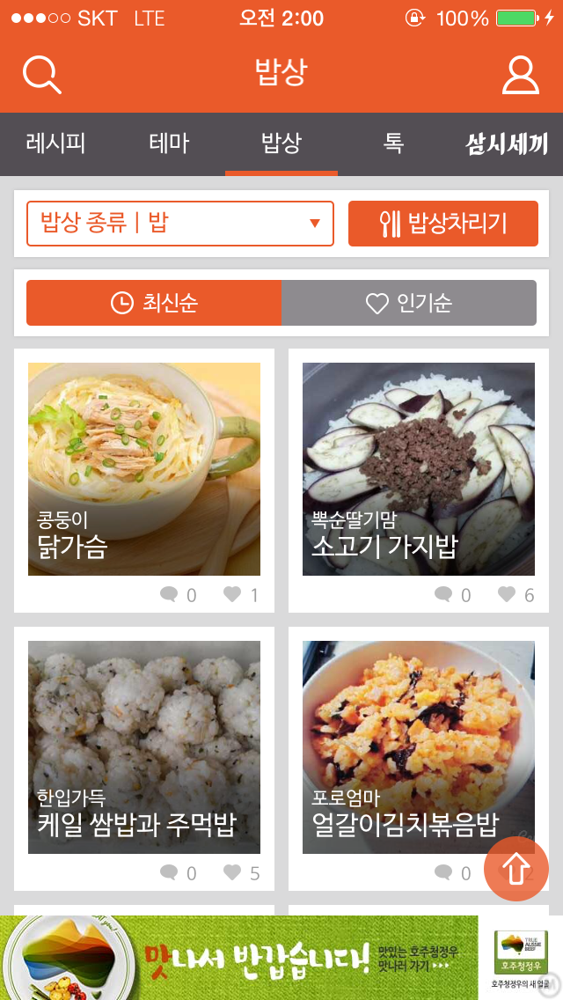 SKT LTE 오전 2:00 100%
밥상
레시피 테마 밥상 톡 삼시세끼
밥상 종류 | 밥 밥상차리기
최신순 인기순
콩둥이
닭가슴
0 1
뽁순딸기맘
소고기 가지밥
0 6
한입가득
케일 쌈밥과 주먹밥
0 5
포로엄마
얼갈이김치볶음밥
0 2
맛나서 반갑습니다!
맛있는 호주청정우
맛나러 가기
TRUE
AUSSIE
BEEF
호주청정우
호주청정우의 새 얼굴